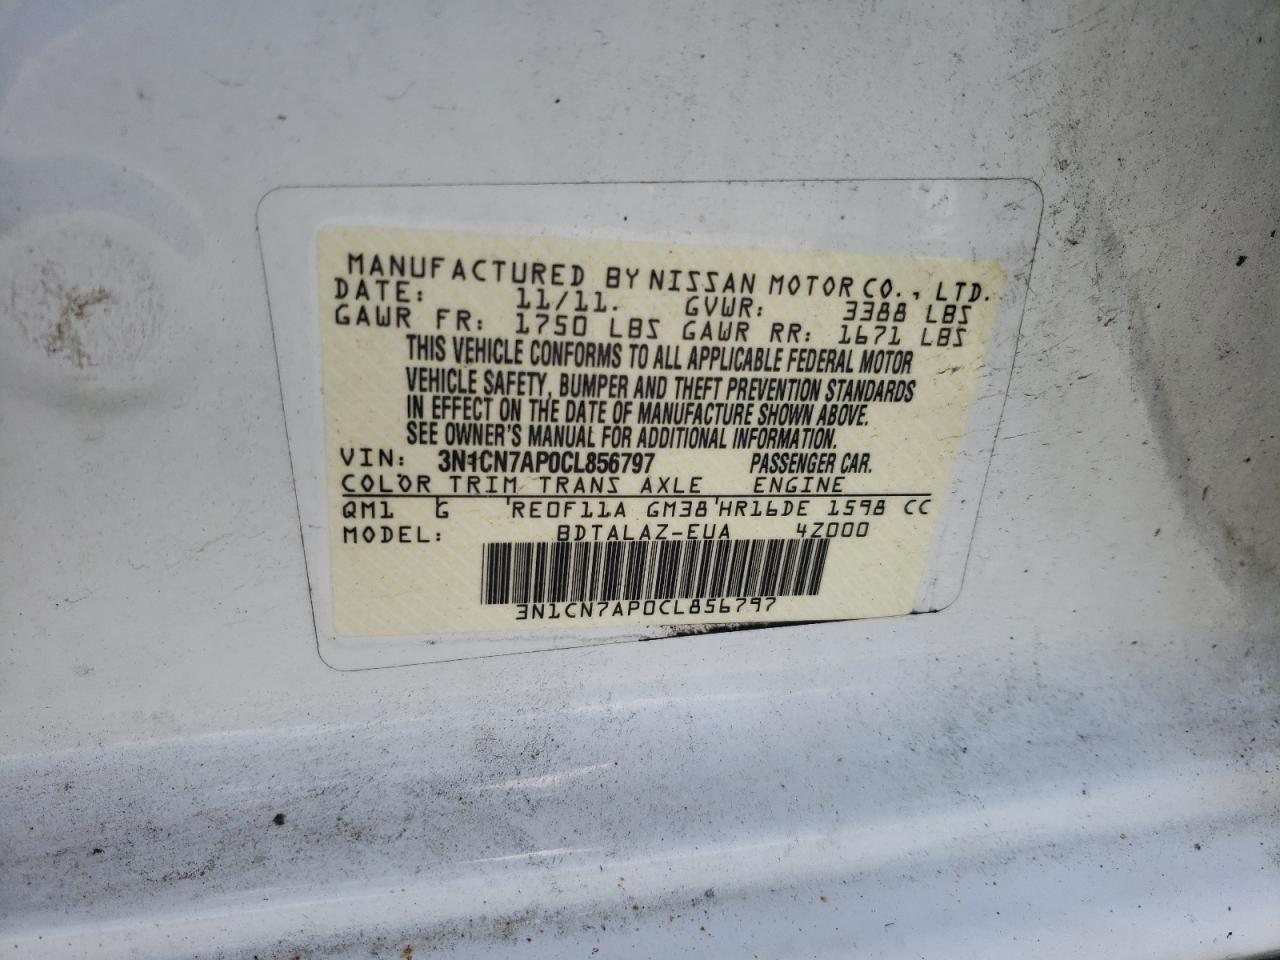 MANUFACTURED BY NISSAN MOTOR CO., LTD.
DATE: 11/11. GVWR: 3388 LBS
GAWR FR: 1750 LBS GAWR RR: 1671 LBS
THIS VEHICLE CONFORMS TO ALL APPLICABLE FEDERAL MOTOR
VEHICLE SAFETY, BUMPER AND THEFT PREVENTION STANDARDS
IN EFFECT ON THE DATE OF MANUFACTURE SHOWN ABOVE.
SEE OWNER'S MANUAL FOR ADDITIONAL INFORMATION.
VIN: 3N1CN7AP0CL856797 PASSENGER CAR.
COLOR TRIM TRANS AXLE ENGINE
QM1 G RE0F11A GM38 HR16DE 1598 CC
MODEL: BDTALAZ-EUA 4Z000
3N1CN7AP0CL856797